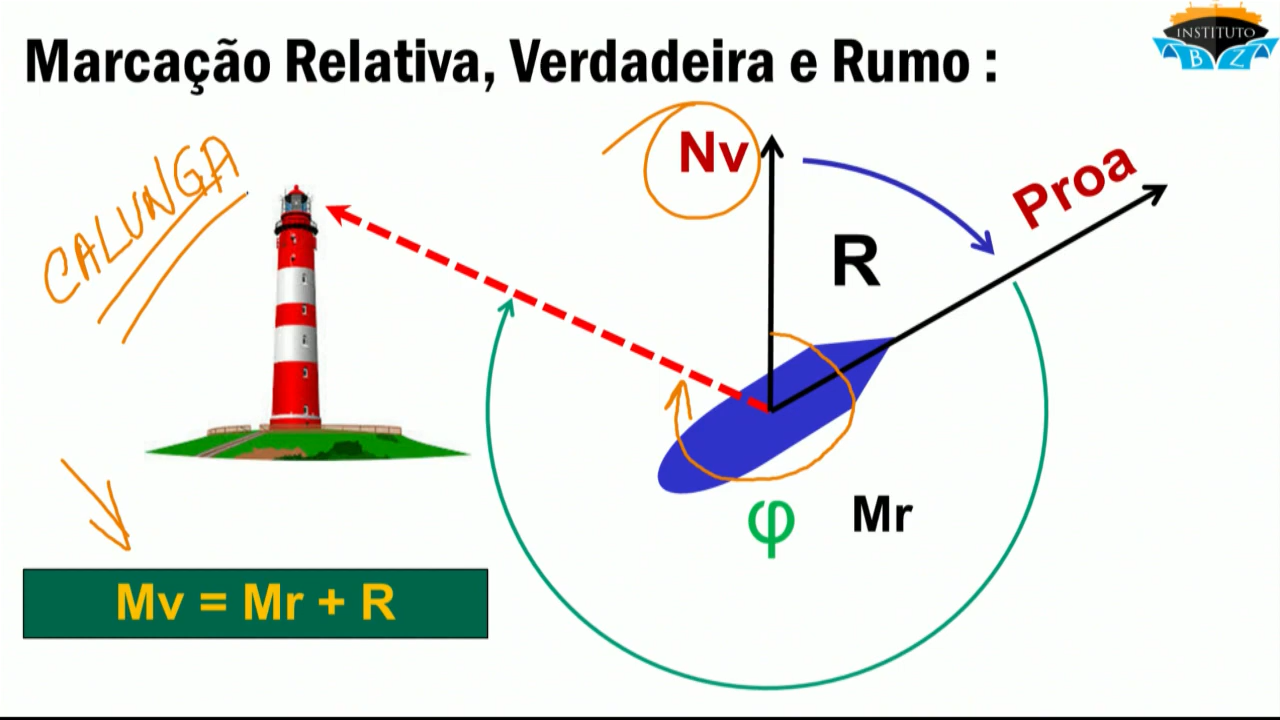 Marcação Relativa, Verdadeira e Rumo :
INSTITUTO
B Z
CALUNGA
Nv
Proa
R
φ
Mr
Mv = Mr + R